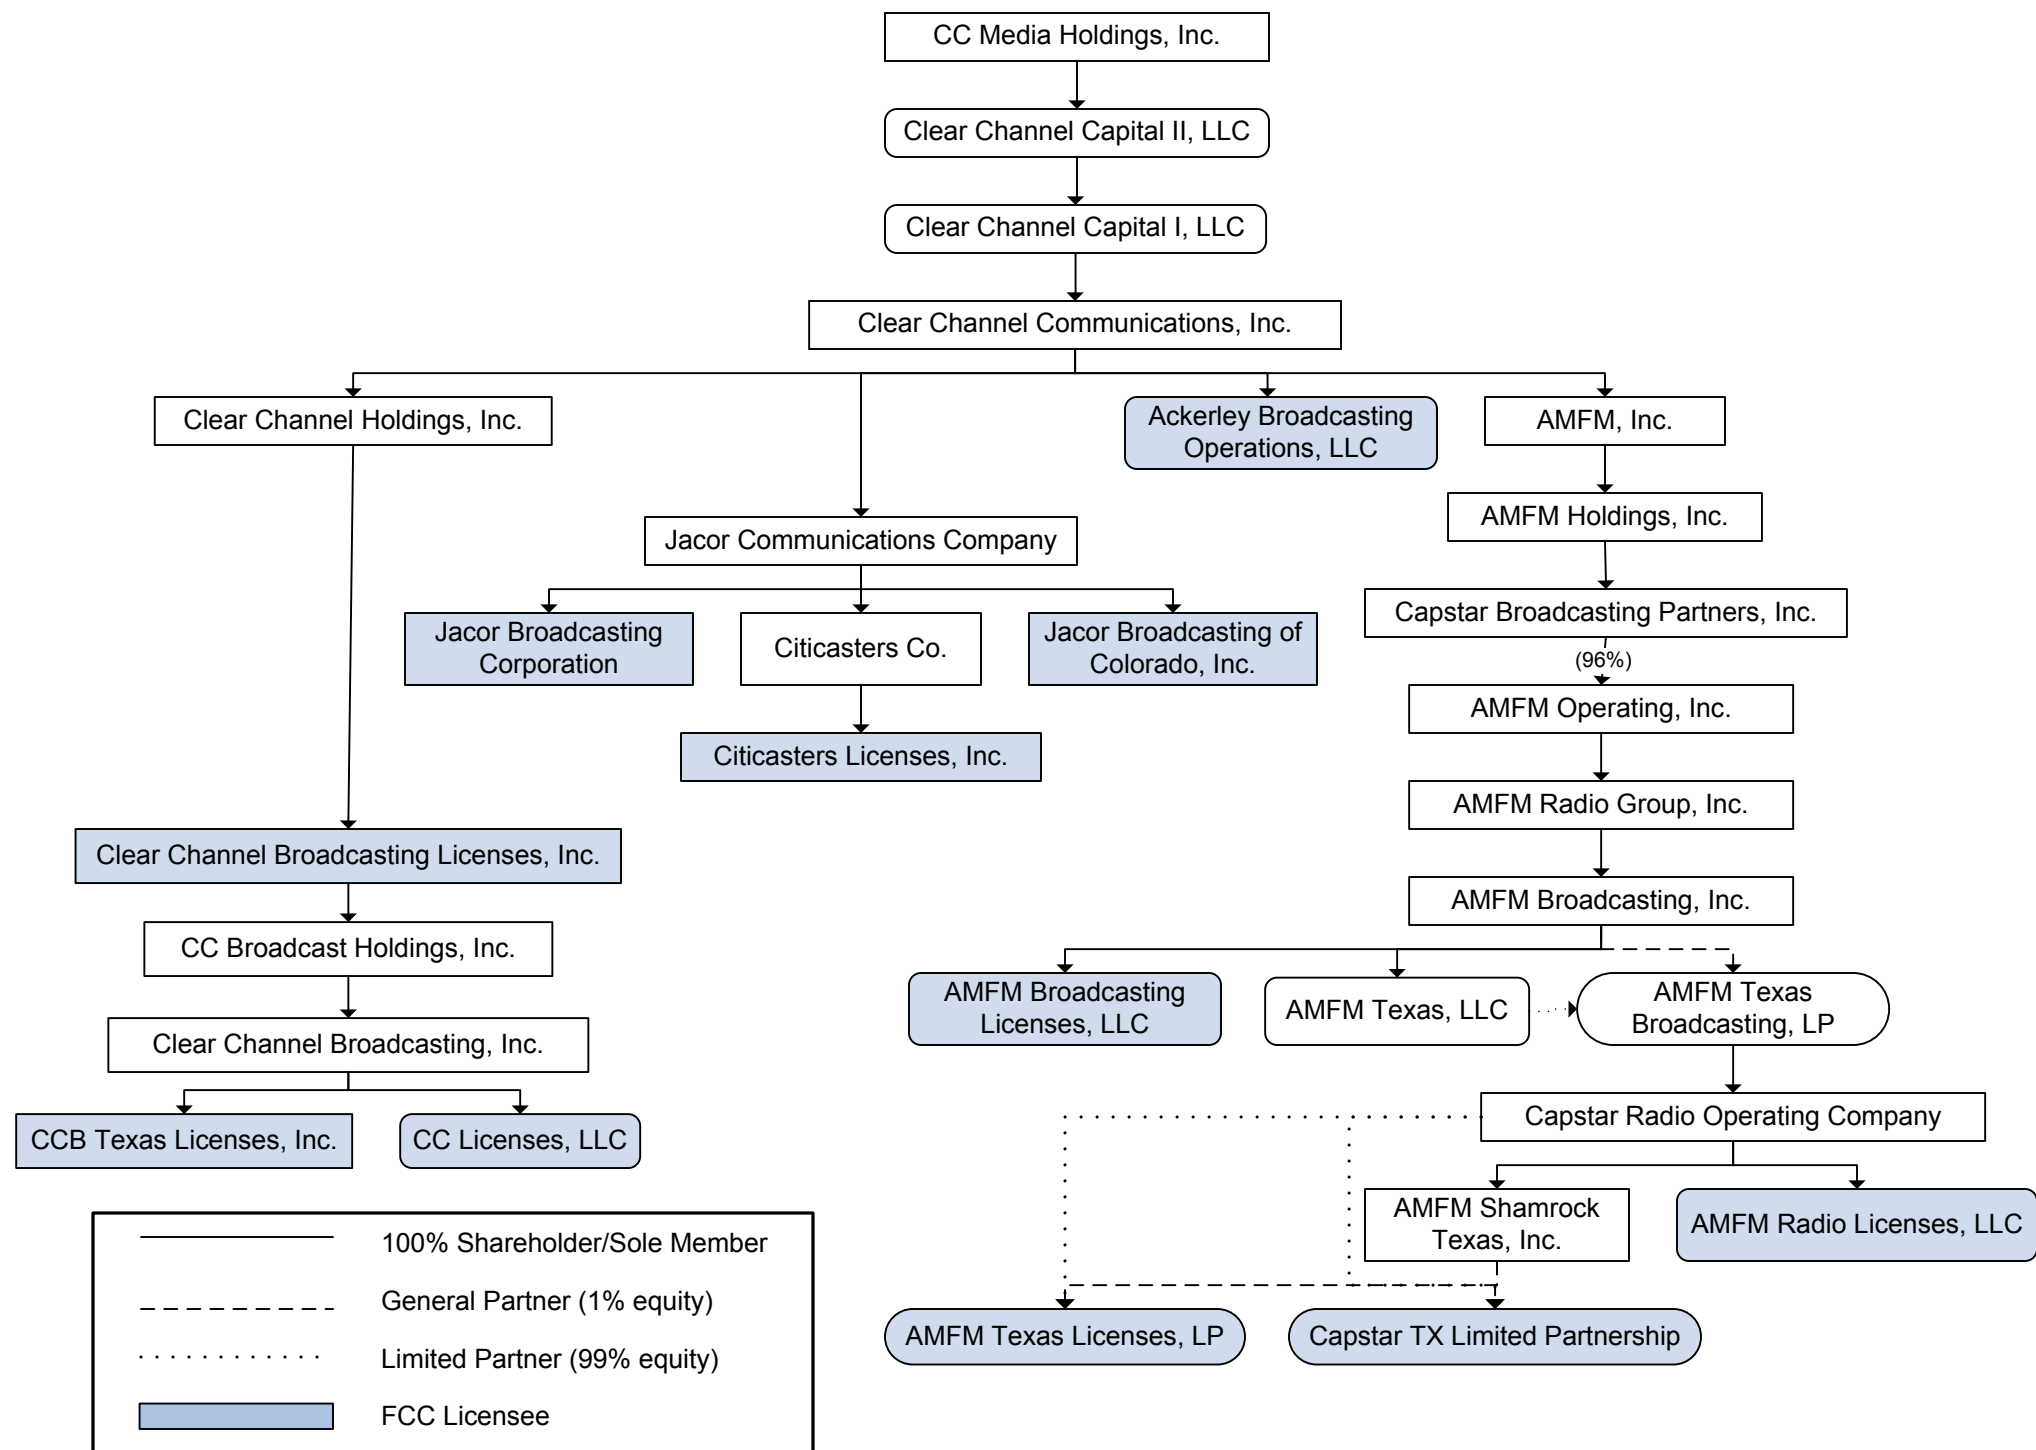 CC Media Holdings, Inc.
Clear Channel Capital II, LLC
Clear Channel Capital I, LLC
Clear Channel Communications, Inc.
Clear Channel Holdings, Inc.
Ackerley Broadcasting
Operations, LLC
AMFM, Inc.
AMFM Holdings, Inc.
Jacor Communications Company
Capstar Broadcasting Partners, Inc.
Jacor Broadcasting
Corporation
Citicasters Co.
Jacor Broadcasting of
Colorado, Inc.
(96%)
AMFM Operating, Inc.
Citicasters Licenses, Inc.
AMFM Radio Group, Inc.
Clear Channel Broadcasting Licenses, Inc.
AMFM Broadcasting, Inc.
CC Broadcast Holdings, Inc.
AMFM Broadcasting
Licenses, LLC
AMFM Texas, LLC
AMFM Texas
Broadcasting, LP
Clear Channel Broadcasting, Inc.
Capstar Radio Operating Company
CCB Texas Licenses, Inc.
CC Licenses, LLC
AMFM Shamrock
Texas, Inc.
AMFM Radio Licenses, LLC
AMFM Texas Licenses, LP
Capstar TX Limited Partnership
100% Shareholder/Sole Member
General Partner (1% equity)
Limited Partner (99% equity)
FCC Licensee